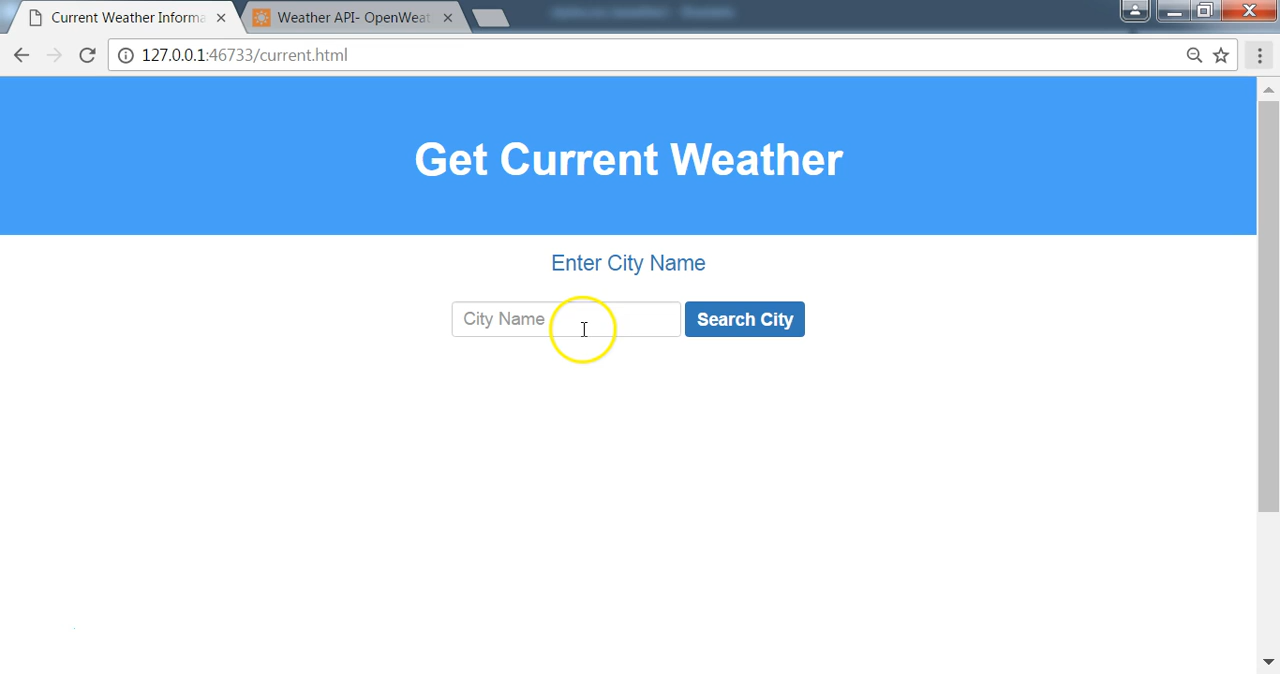 Current Weather Informa
Weather API- OpenWeat
127.0.0.1:46733/current.html
Get Current Weather
Enter City Name
City Name
Search City